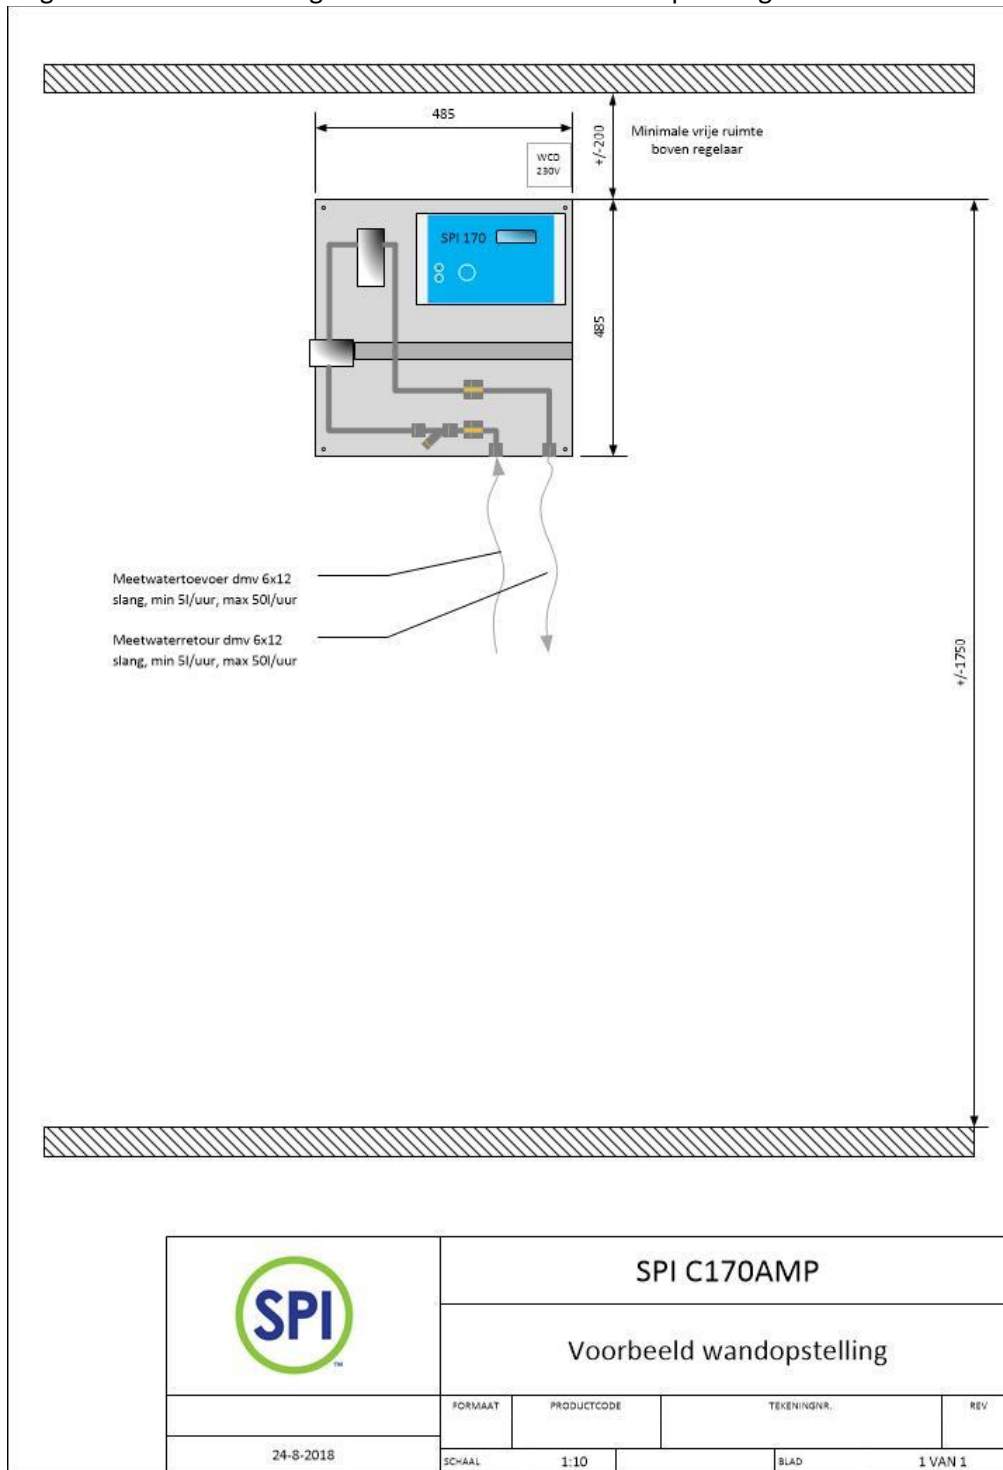 485
+/-200
Minimale vrije ruimte
boven regelaar
WCD
230V
SPI 170
485
Meetwatertoevoer dmv 6x12
slang, min 5l/uur, max 50l/uur
Meetwaterretour dmv 6x12
slang, min 5l/uur, max 50l/uur
+/-1750
SPI
™
SPI C170AMP
Voorbeeld wandopstelling
FORMAAT
PRODUCTCODE
TEKENINGNR.
REV
24-8-2018
SCHAAL
1:10
BLAD
1 VAN 1